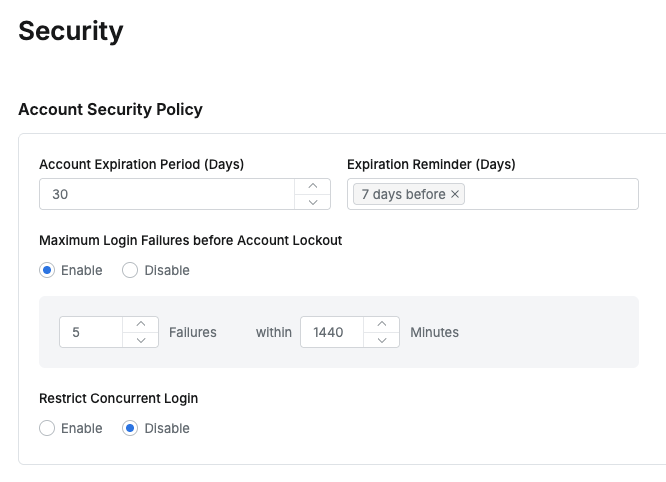 Security
Account Security Policy
Account Expiration Period (Days)
Expiration Reminder (Days)
30
7 days before ×
Maximum Login Failures before Account Lockout
Enable Disable
5 Failures within 1440 Minutes
Restrict Concurrent Login
Enable Disable